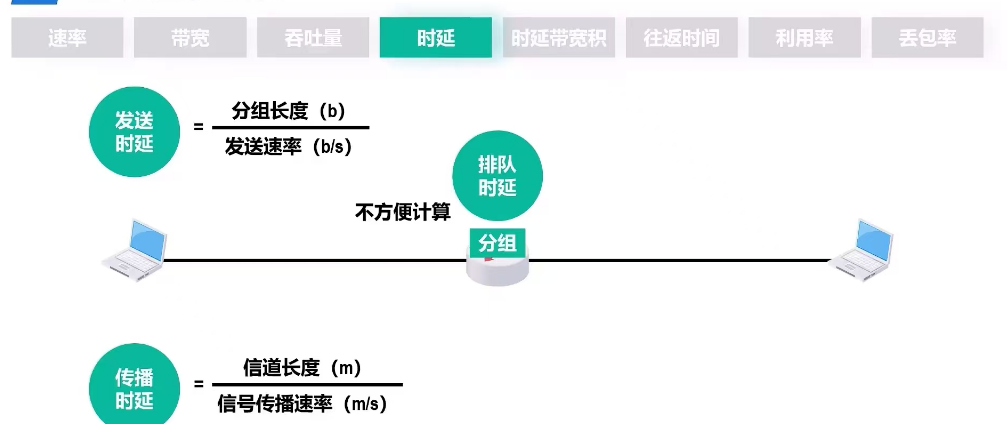 速率
带宽
吞吐量
时延
时延带宽积
往返时间
利用率
丢包率
发送
时延
=
分组长度（b）
发送速率（b/s）
排队
时延
不方便计算
分组
传播
时延
=
信道长度（m）
信号传播速率（m/s）